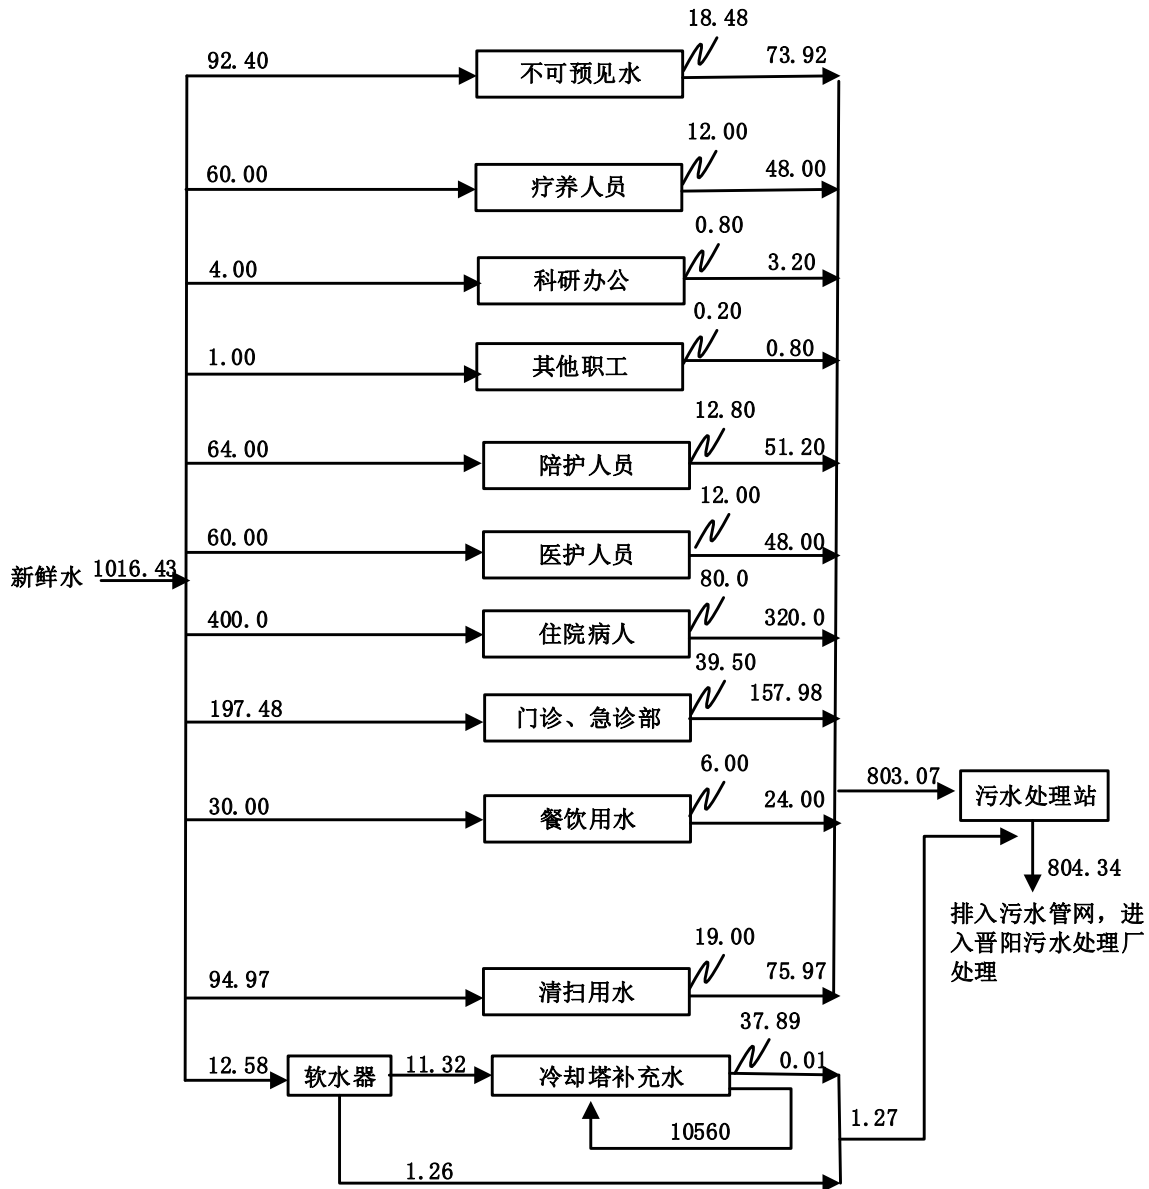 18.48
92.40
不可预见水
73.92
12.00
60.00
疗养人员
48.00
0.80
4.00
科研办公
3.20
0.20
1.00
其他职工
0.80
12.80
64.00
陪护人员
51.20
12.00
60.00
医护人员
48.00
新鲜水
1016.43
80.0
400.0
住院病人
320.0
39.50
197.48
门诊、急诊部
157.98
6.00
30.00
餐饮用水
24.00
803.07
污水处理站
804.34
排入污水管网，进
入晋阳污水处理厂
处理
19.00
94.97
清扫用水
75.97
37.89
12.58
软水器
11.32
冷却塔补充水
0.01
10560
1.27
1.26